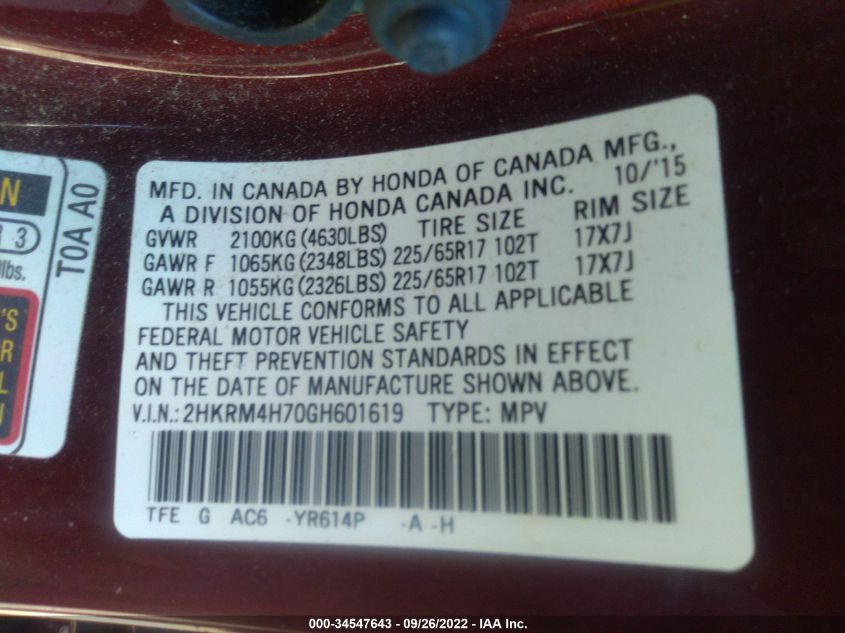 MFD. IN CANADA BY HONDA OF CANADA MFG.,
A DIVISION OF HONDA CANADA INC. 10/'15
GVWR 2100KG (4630LBS) TIRE SIZE RIM SIZE
GAWR F 1065KG (2348LBS) 225/65R17 102T 17X7J
GAWR R 1055KG (2326LBS) 225/65R17 102T 17X7J
THIS VEHICLE CONFORMS TO ALL APPLICABLE
FEDERAL MOTOR VEHICLE SAFETY
AND THEFT PREVENTION STANDARDS IN EFFECT
ON THE DATE OF MANUFACTURE SHOWN ABOVE.
V.I.N.: 2HKRM4H70GH601619 TYPE: MPV
TFE G AC6 -YR614P -A -H
N
R 3
lbs.
T0A A0
'S
R
L
N
000-34547643 - 09/26/2022 - IAA Inc.